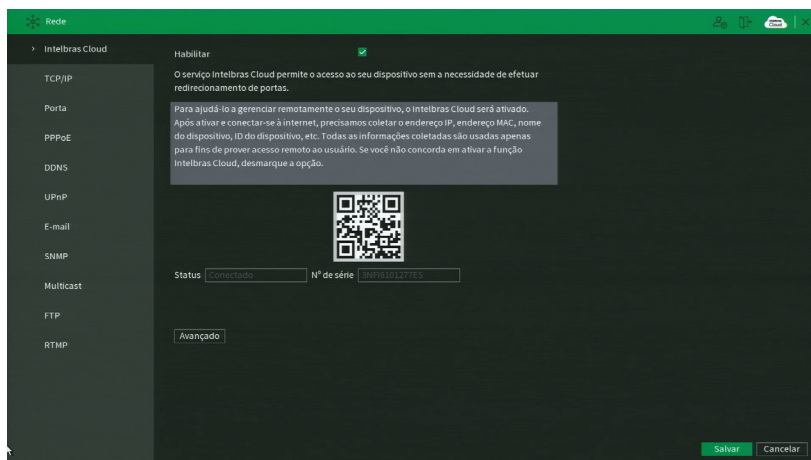 Rede
Intelbras Cloud
TCP/IP
Porta
PPPoE
DDNS
UPnP
E-mail
SNMP
Multicast
FTP
RTMP
Habilitar
O serviço Intelbras Cloud permite o acesso ao seu dispositivo sem a necessidade de efetuar
redirecionamento de portas.
Para ajudá-lo a gerenciar remotamente o seu dispositivo, o Intelbras Cloud será ativado.
Após ativar e conectar-se à internet, precisamos coletar o endereço IP, endereço MAC, nome
do dispositivo, ID do dispositivo, etc. Todas as informações coletadas são usadas apenas
para fins de prover acesso remoto ao usuário. Se você não concorda em ativar a função
Intelbras Cloud, desmarque a opção.
Status Conectado Nº de série
Avançado
Salvar Cancelar